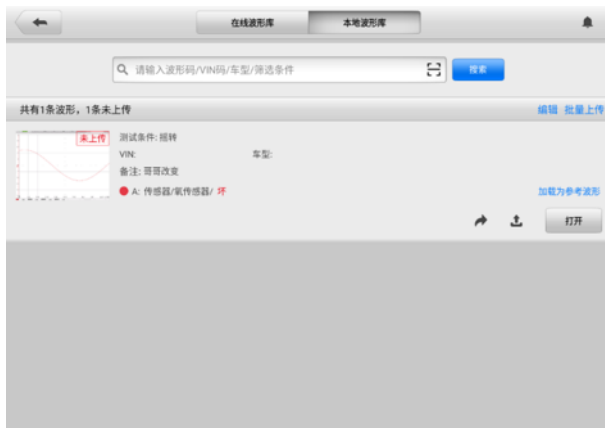 在线波形库 本地波形库
请输入波形码/VIN码/车型/筛选条件 搜索
共有1条波形，1条未上传 编辑 批量上传
未上传 测试条件: 摇转
VIN: 车型:
备注: 哥哥改变
A: 传感器/氧传感器/ 坏 加载为参考波形
打开